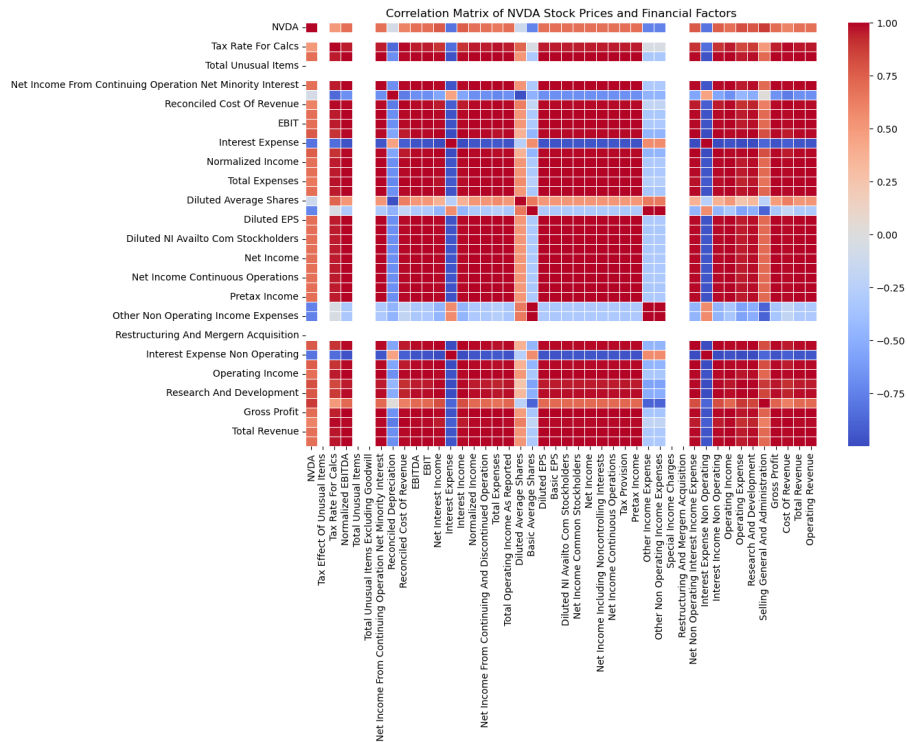 Correlation Matrix of NVDA Stock Prices and Financial Factors
NVDA
Tax Rate For Calcs
Total Unusual Items
Net Income From Continuing Operation Net Minority Interest
Reconciled Cost Of Revenue
EBIT
Interest Expense
Normalized Income
Total Expenses
Diluted Average Shares
Diluted EPS
Diluted NI Availto Com Stockholders
Net Income
Net Income Continuous Operations
Pretax Income
Other Non Operating Income Expenses
Restructuring And Mergern Acquisition
Interest Expense Non Operating
Operating Income
Research And Development
Gross Profit
Total Revenue
1.00
0.75
0.50
0.25
0.00
−0.25
−0.50
−0.75
NVDA
Tax Effect Of Unusual Items
Tax Rate For Calcs
Normalized EBITDA
Total Unusual Items
Total Unusual Items Excluding Goodwill
Net Income From Continuing Operation Net Minority Interest
Reconciled Depreciation
Reconciled Cost Of Revenue
EBITDA
EBIT
Net Interest Income
Interest Expense
Interest Income
Normalized Income
Net Income From Continuing And Discontinued Operation
Total Expenses
Total Operating Income As Reported
Diluted Average Shares
Basic Average Shares
Diluted EPS
Basic EPS
Diluted NI Availto Com Stockholders
Net Income Common Stockholders
Net Income
Net Income Including Noncontrolling Interests
Net Income Continuous Operations
Tax Provision
Pretax Income
Other Income Expense
Other Non Operating Income Expenses
Special Income Charges
Restructuring And Mergern Acquisition
Net Non Operating Interest Income Expense
Interest Expense Non Operating
Interest Income Non Operating
Operating Income
Operating Expense
Research And Development
Selling General And Administration
Gross Profit
Cost Of Revenue
Total Revenue
Operating Revenue